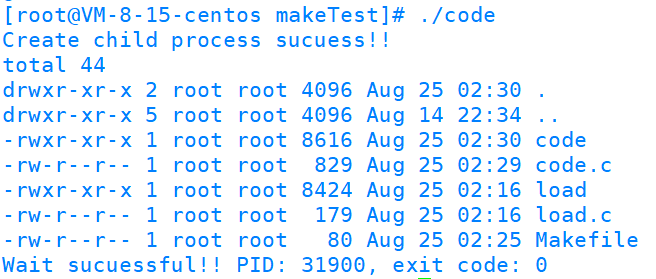 [root@VM-8-15-centos makeTest]# ./code
Create child process sucuess!!
total 44
drwxr-xr-x 2 root root 4096 Aug 25 02:30 .
drwxr-xr-x 5 root root 4096 Aug 14 22:34 ..
-rwxr-xr-x 1 root root 8616 Aug 25 02:30 code
-rw-r--r-- 1 root root  829 Aug 25 02:29 code.c
-rwxr-xr-x 1 root root 8424 Aug 25 02:16 load
-rw-r--r-- 1 root root  179 Aug 25 02:16 load.c
-rw-r--r-- 1 root root   80 Aug 25 02:25 Makefile
Wait sucuessful!! PID: 31900, exit code: 0